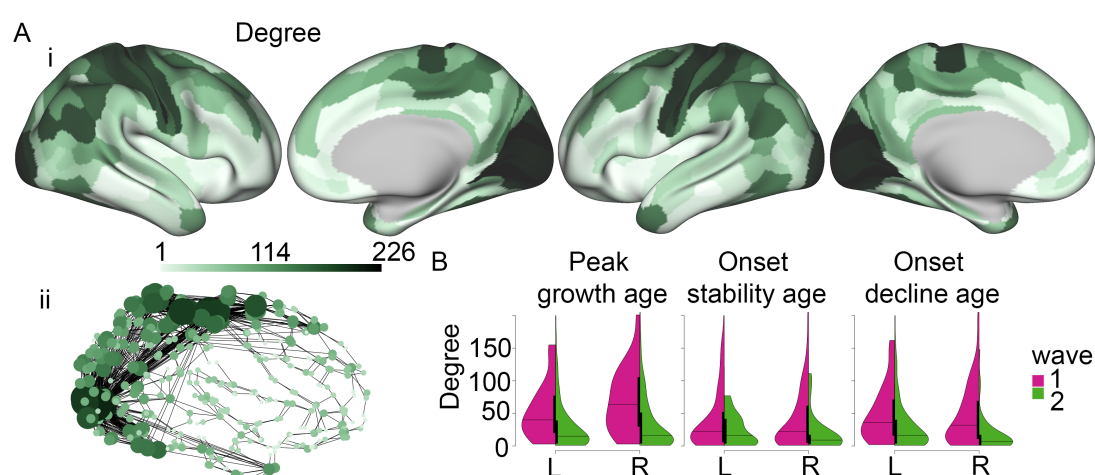 A
Degree
i
1 114 226
ii
B
Peak growth age
Onset stability age
Onset decline age
Degree
150
100
50
0
L R
L R
L R
wave
1
2